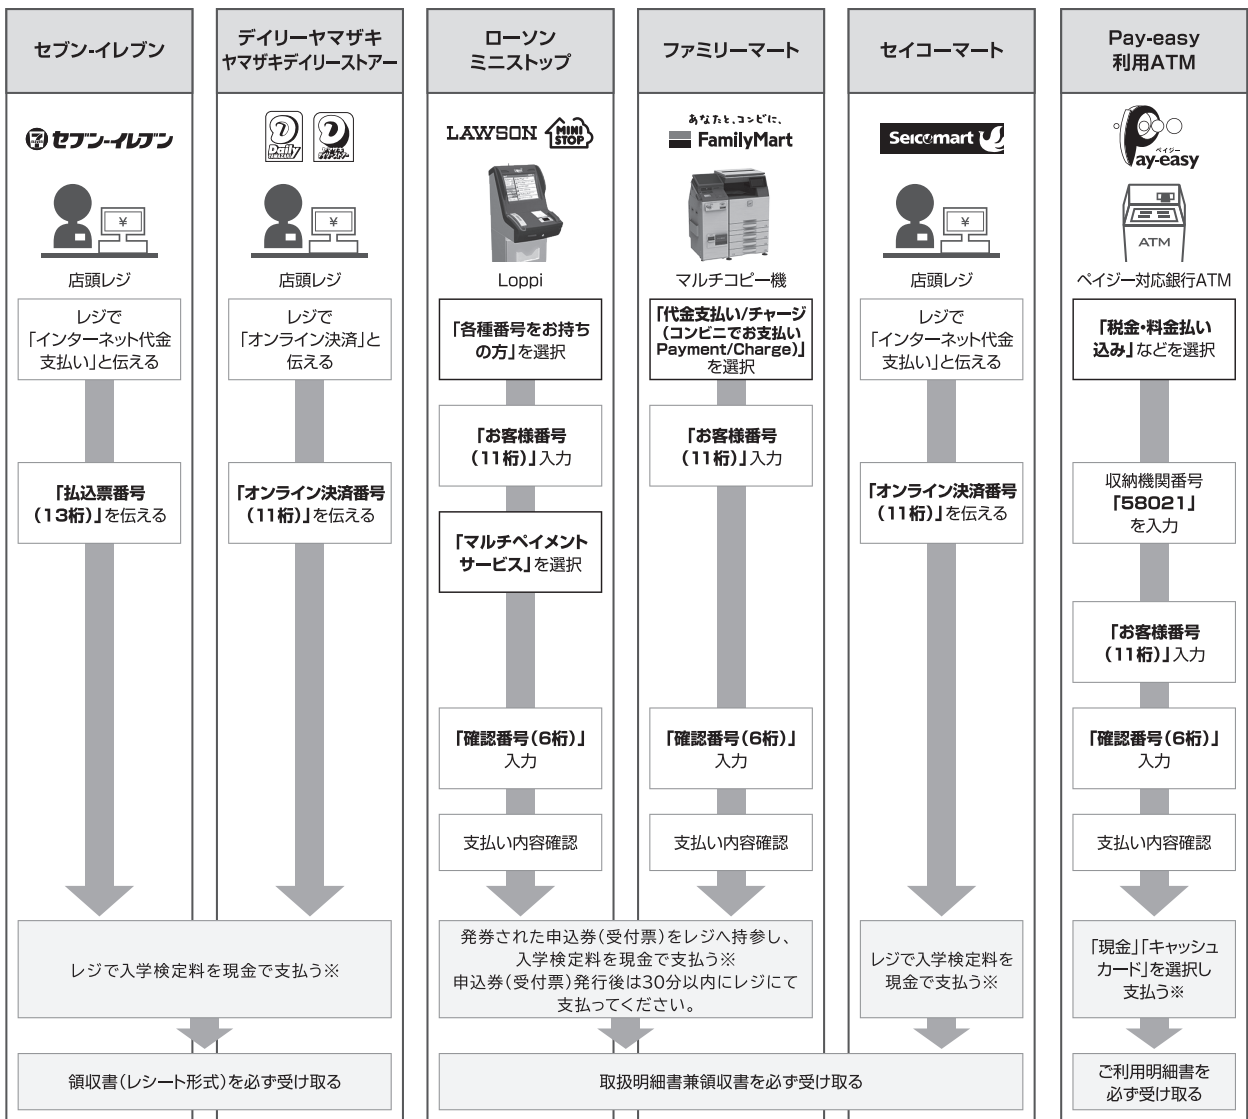 セブン-イレブン
デイリーヤマザキ
ヤマザキデイリーストアー
ローソン
ミニストップ
ファミリーマート
セイコーマート
Pay-easy
利用ATM
セブン-イレブン
Daily
LAWSON
MINI
STOP
あなたと、コンビに、
FamilyMart
Seicomart
ペイジー
Pay-easy
¥
¥
¥
ATM
店頭レジ
店頭レジ
Loppi
マルチコピー機
店頭レジ
ペイジー対応銀行ATM
レジで
「インターネット代金
支払い」と伝える
レジで
「オンライン決済」と
伝える
「各種番号をお持ち
の方」を選択
「代金支払い/チャージ
(コンビニでお支払い
Payment/Charge)」
を選択
レジで
「インターネット代金
支払い」と伝える
「税金・料金払い
込み」などを選択
「お客様番号
(11桁)」入力
「お客様番号
(11桁)」入力
「払込票番号
(13桁)」を伝える
「オンライン決済番号
(11桁)」を伝える
「マルチペイメント
サービス」を選択
「オンライン決済番号
(11桁)」を伝える
収納機関番号
「58021」
を入力
「お客様番号
(11桁)」入力
「確認番号(6桁)」
入力
「確認番号(6桁)」
入力
「確認番号(6桁)」
入力
支払い内容確認
支払い内容確認
支払い内容確認
レジで入学検定料を現金で支払う※
発券された申込券(受付票)をレジへ持参し、
入学検定料を現金で支払う※
申込券(受付票)発行後は30分以内にレジにて
支払ってください。
レジで入学検定料を
現金で支払う※
「現金」「キャッシュ
カード」を選択し
支払う※
領収書(レシート形式)を必ず受け取る
取扱明細書兼領収書を必ず受け取る
ご利用明細書を
必ず受け取る